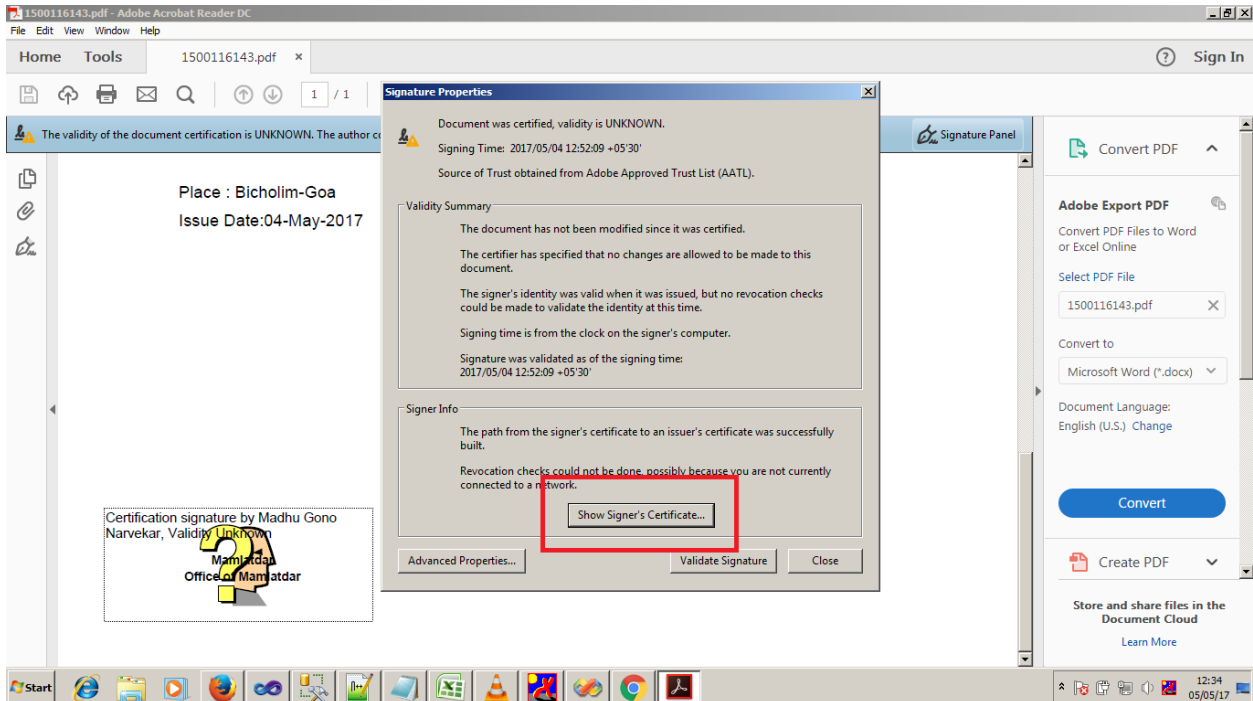 1500116143.pdf - Adobe Acrobat Reader DC
File Edit View Window Help
Home Tools 1500116143.pdf ×
? Sign In
1 / 1
The validity of the document certification is UNKNOWN. The author
Signature Panel
Place : Bicholim-Goa
Issue Date:04-May-2017
Certification signature by Madhu Gono
Narvekar, Validity Unknown
Mamlatdar
Office of Mamlatdar
Signature Properties
Document was certified, validity is UNKNOWN.
Signing Time: 2017/05/04 12:52:09 +05'30'
Source of Trust obtained from Adobe Approved Trust List (AATL).
Validity Summary
The document has not been modified since it was certified.
The certifier has specified that no changes are allowed to be made to this
document.
The signer's identity was valid when it was issued, but no revocation checks
could be made to validate the identity at this time.
Signing time is from the clock on the signer's computer.
Signature was validated as of the signing time:
2017/05/04 12:52:09 +05'30'
Signer Info
The path from the signer's certificate to an issuer's certificate was successfully
built.
Revocation checks could not be done, possibly because you are not currently
connected to a network.
Show Signer's Certificate...
Advanced Properties... Validate Signature Close
Convert PDF
Adobe Export PDF
Convert PDF Files to Word
or Excel Online
Select PDF File
1500116143.pdf
Convert to
Microsoft Word (*.docx)
Document Language:
English (U.S.) Change
Convert
Create PDF
Store and share files in the
Document Cloud
Learn More
Start
12:34
05/05/17